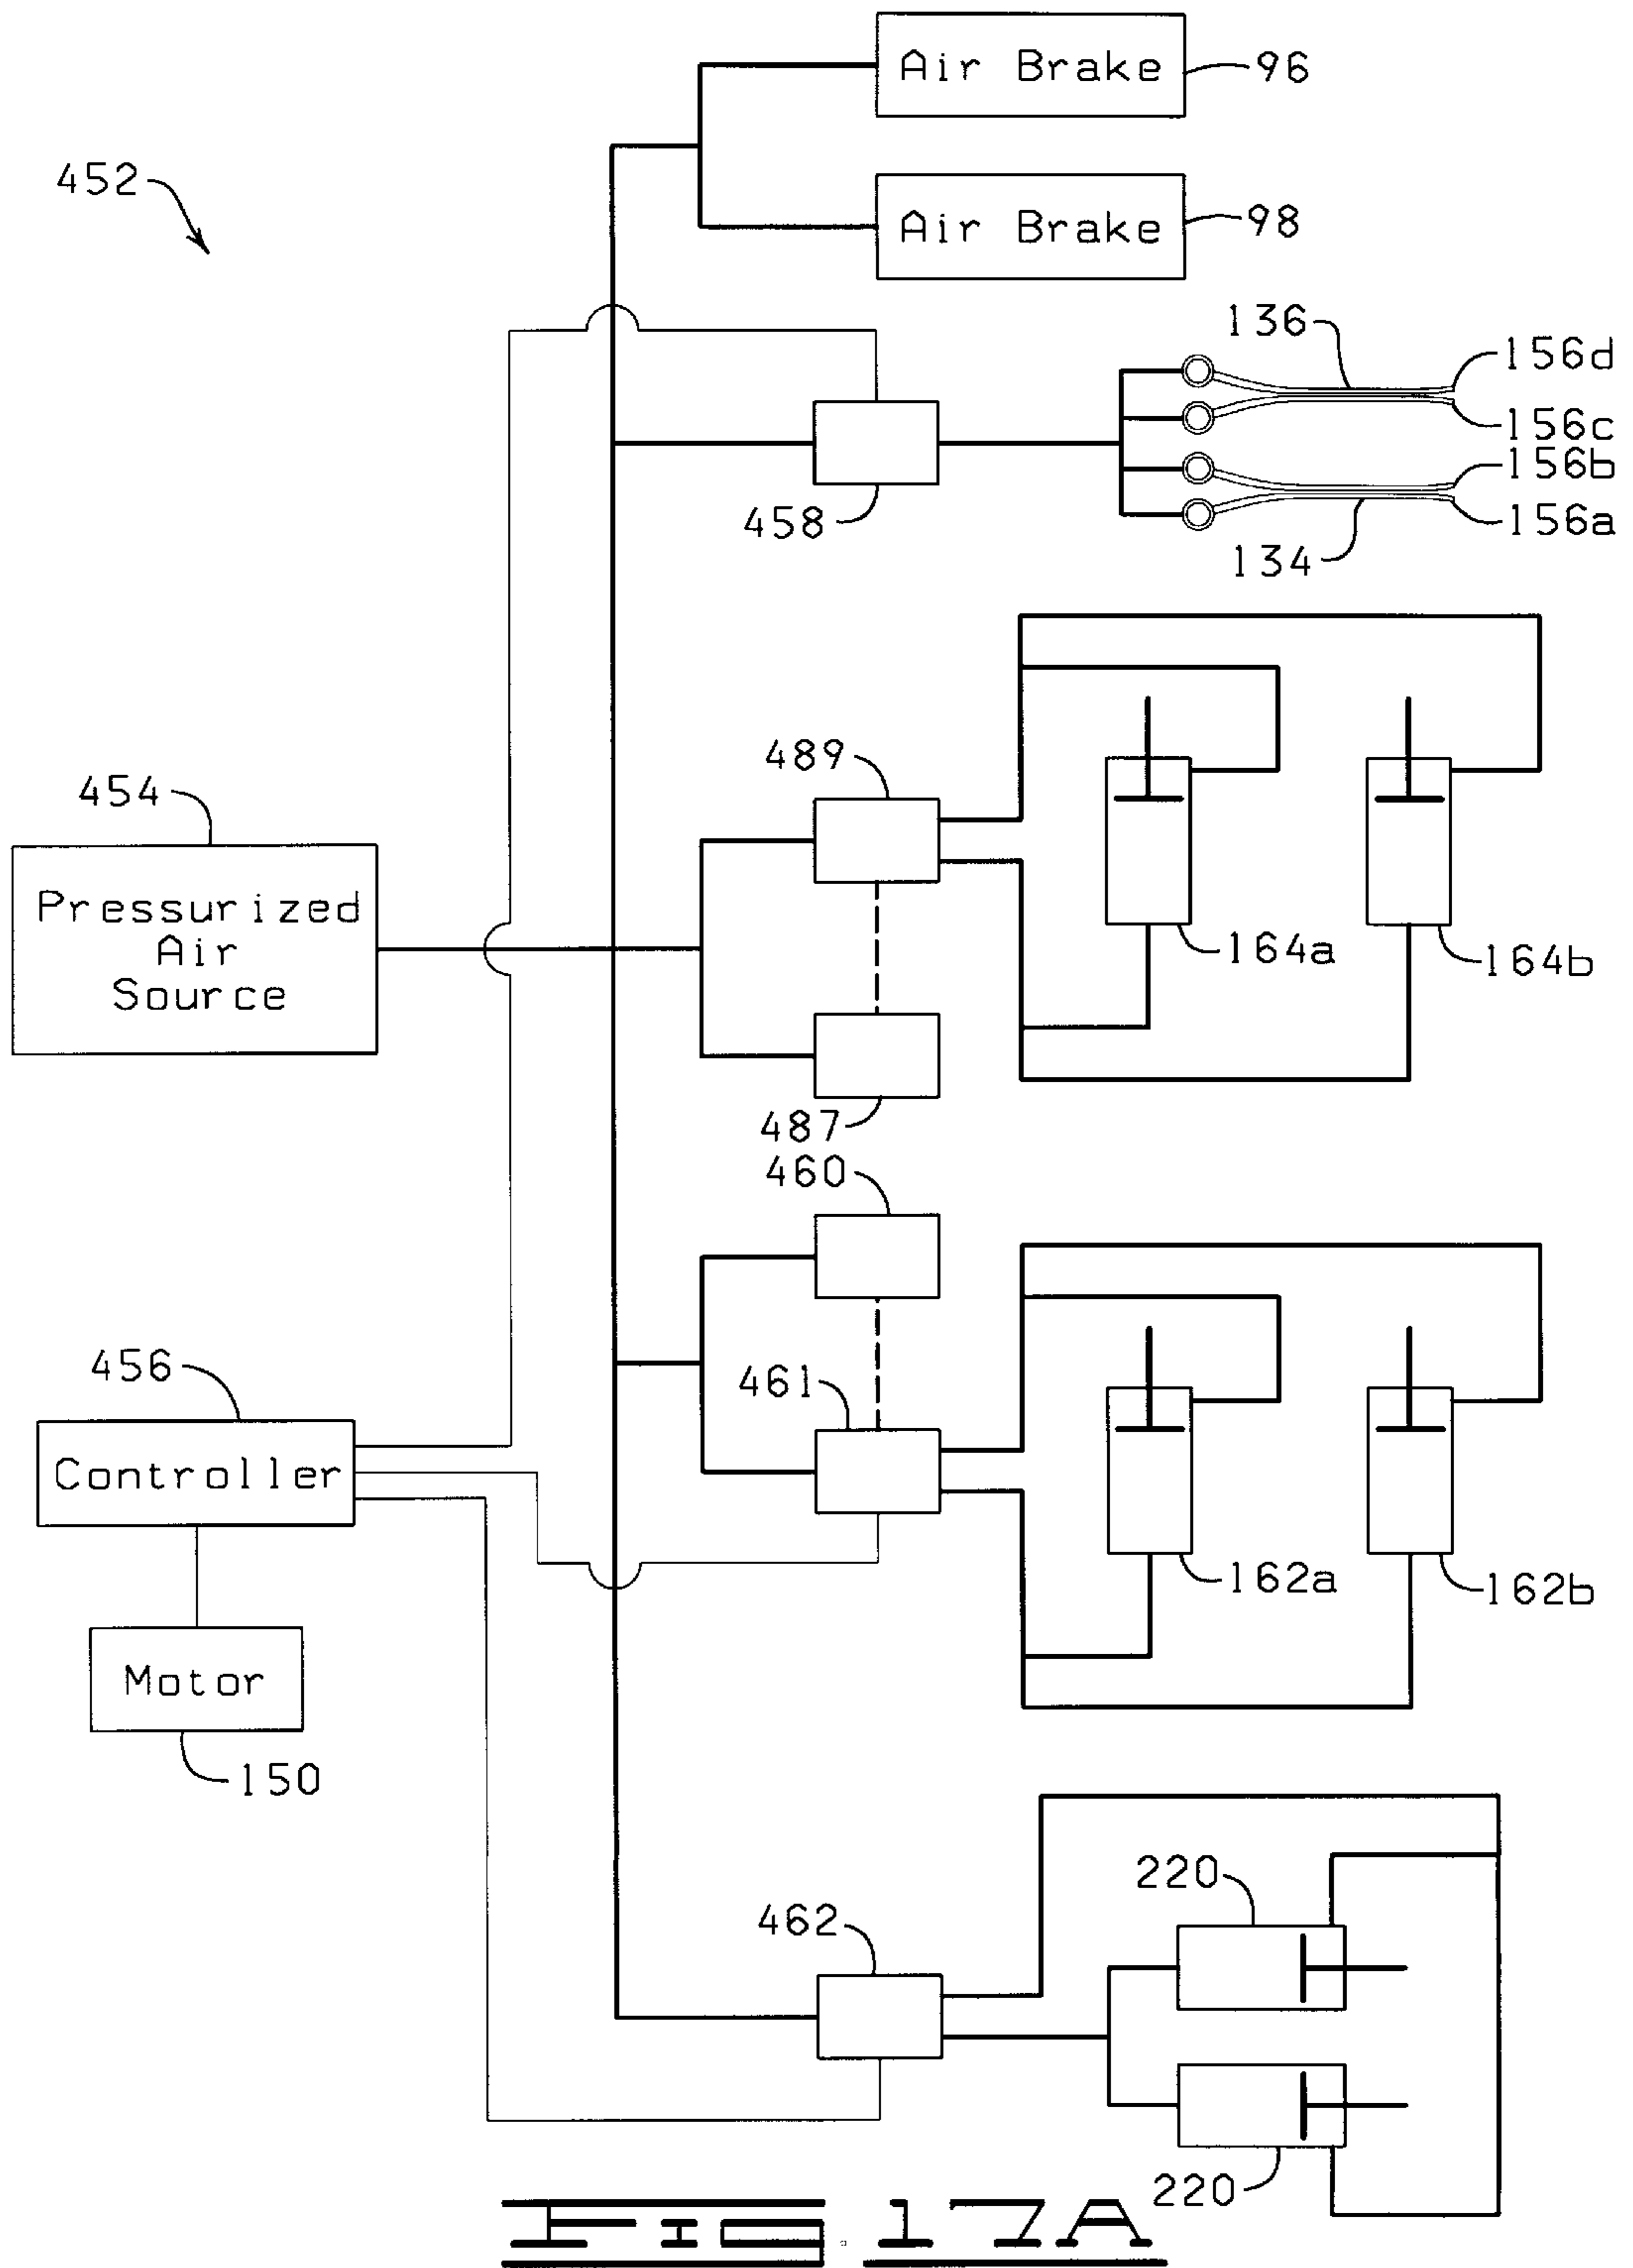 Air Brake
96
452
Air Brake
98
136
156d
156c
156b
156a
458
134
489
454
Pressurized
Air
Source
164a
164b
487
460
456
461
Controller
162a
162b
Motor
150
220
462
220
FIG. 17A